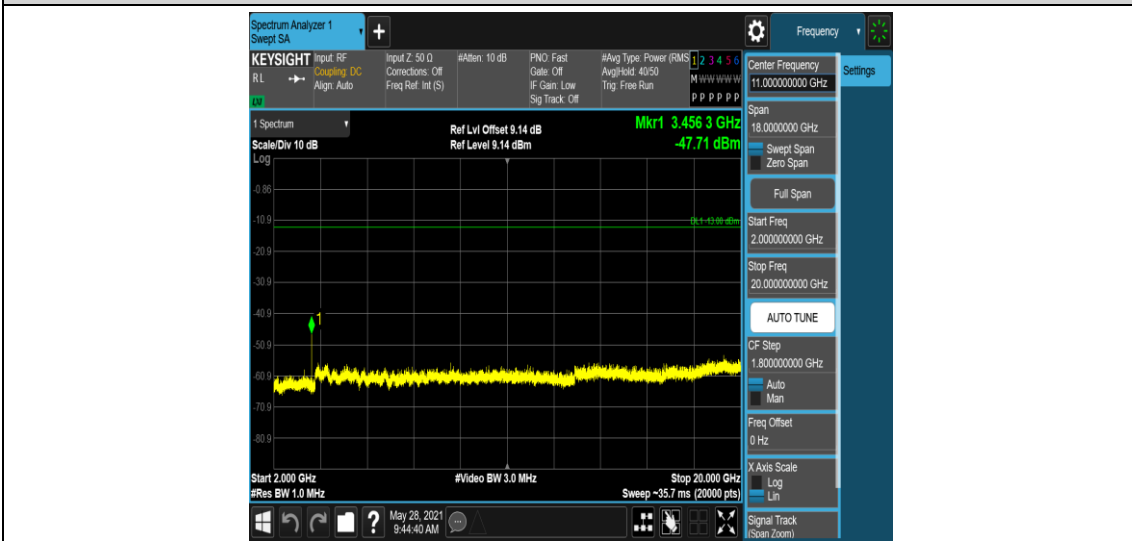 Spectrum Analyzer 1
Swept SA
+
Frequency
KEYSIGHT
RL
LXI
Input: RF
Coupling: DC
Align: Auto
Input Z: 50 Ω
Corrections: Off
Freq Ref: Int (S)
#Atten: 10 dB
PNO: Fast
Gate: Off
IF Gain: Low
Sig Track: Off
#Avg Type: Power (RMS
Avg|Hold: 40/50
Trig: Free Run
1 2 3 4 5 6
M W W W W W
P P P P P P
Center Frequency
11.000000000 GHz
Settings
Span
18.0000000 GHz
Swept Span
Zero Span
Full Span
Start Freq
2.000000000 GHz
Stop Freq
20.000000000 GHz
AUTO TUNE
CF Step
1.800000000 GHz
Auto
Man
Freq Offset
0 Hz
X Axis Scale
Log
Lin
Signal Track
(Span Zoom)
1 Spectrum
Scale/Div 10 dB
Log
Ref Lvl Offset 9.14 dB
Ref Level 9.14 dBm
Mkr1 3.456 3 GHz
-47.71 dBm
-0.86
-10.9
DL1 -13.00 dBm
-20.9
-30.9
-40.9
1
-50.9
-60.9
-70.9
-80.9
Start 2.000 GHz
#Res BW 1.0 MHz
#Video BW 3.0 MHz
Stop 20.000 GHz
Sweep ~35.7 ms (20000 pts)
?
May 28, 2021
9:44:40 AM